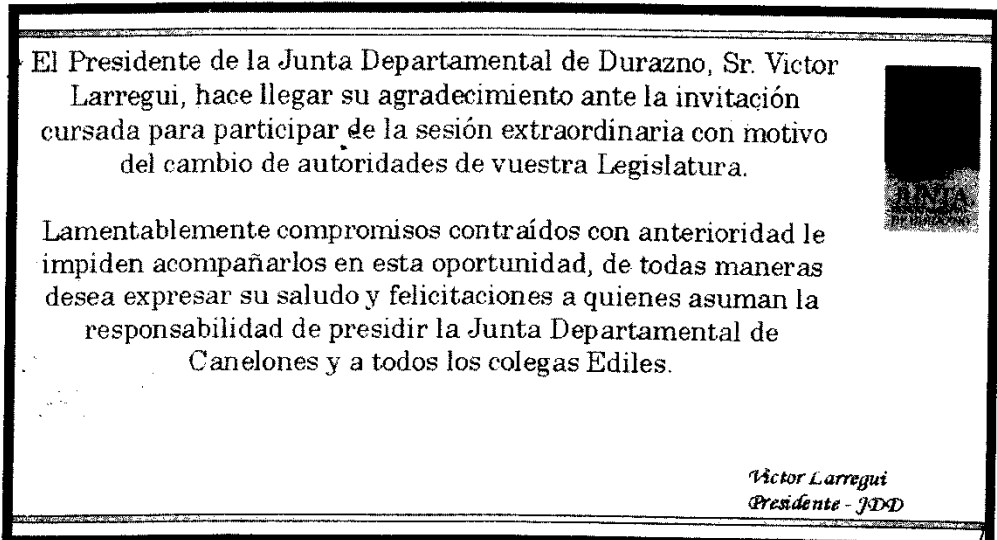 El Presidente de la Junta Departamental de Durazno, Sr. Victor
Larregui, hace llegar su agradecimiento ante la invitación
cursada para participar de la sesión extraordinaria con motivo
del cambio de autoridades de vuestra Legislatura.
Lamentablemente compromisos contraídos con anterioridad le
impiden acompañarlos en esta oportunidad, de todas maneras
desea expresar su saludo y felicitaciones a quienes asuman la
responsabilidad de presidir la Junta Departamental de
Canelones y a todos los colegas Ediles.
JUNTA
DE DURAZNO
Victor Larregui
Presidente - JDD